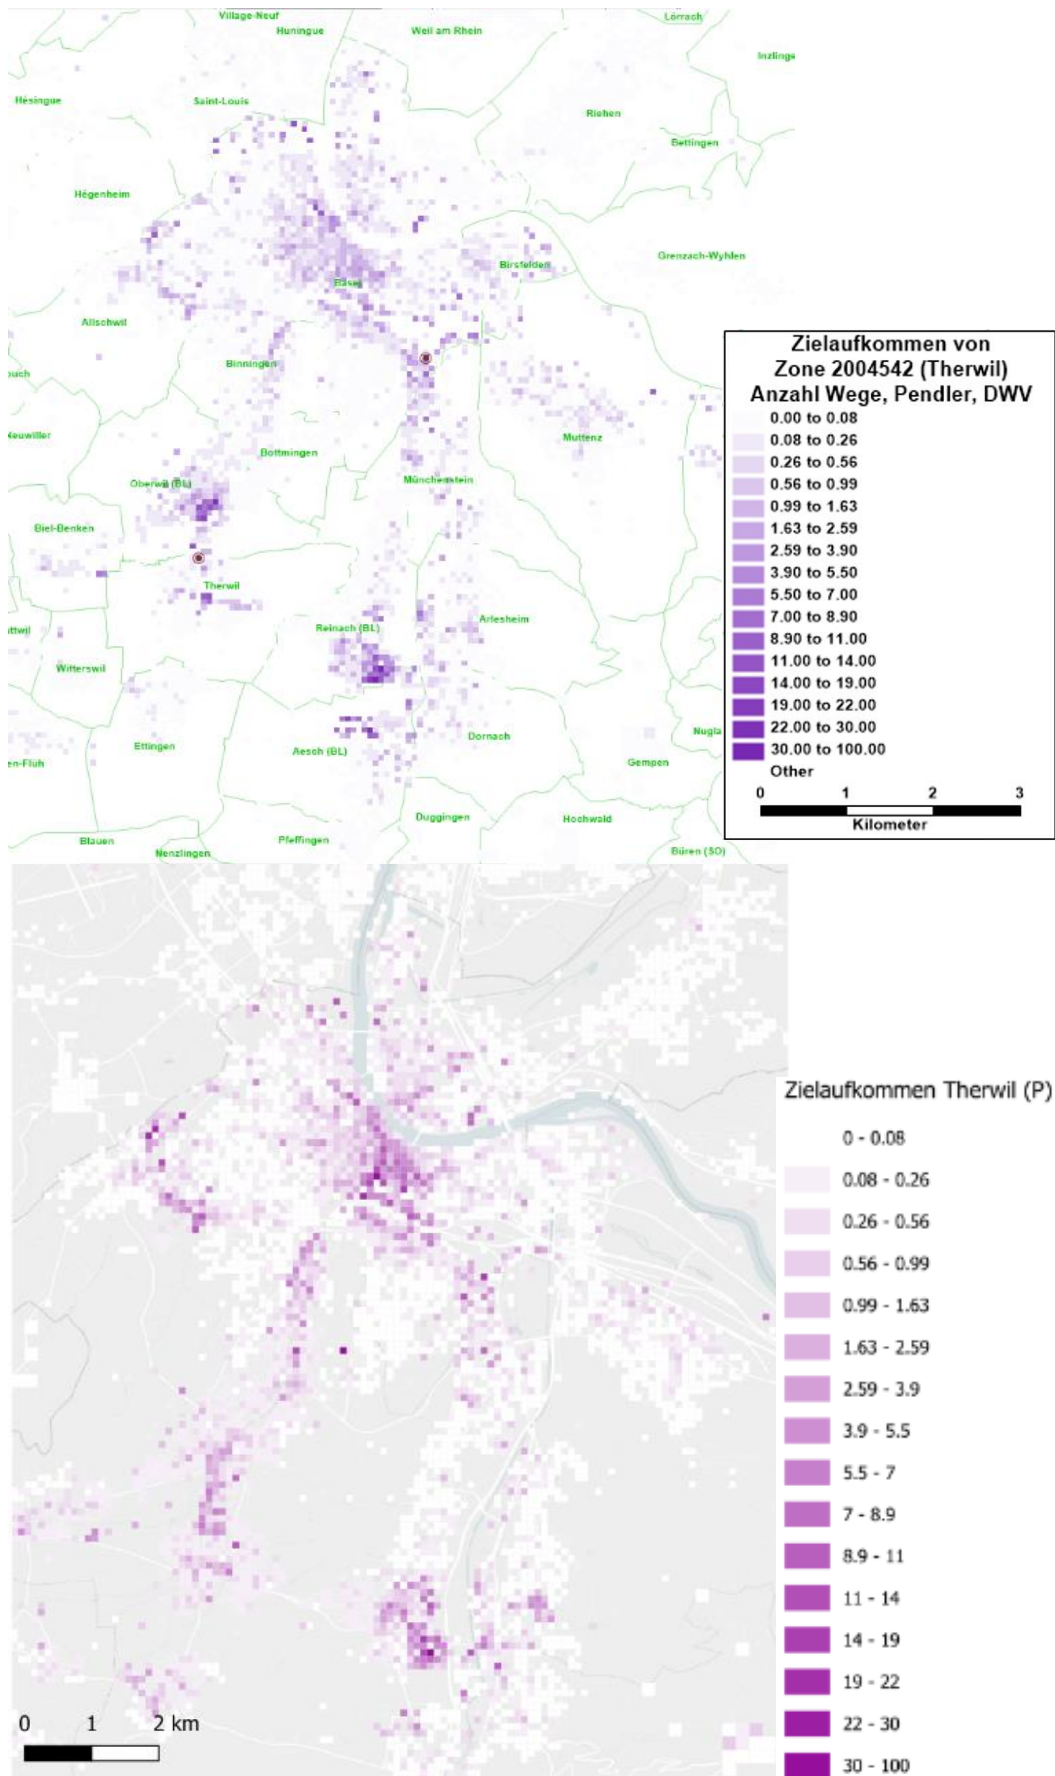 Village-Neuf
Huningue
Weil am Rhein
Lörrach
Inzlinge
Hésingue
Saint-Louis
Riehen
Bettingen
Hégenheim
Grenzach-Wyhlen
Birsfelden
Basel
Allschwil
Binningen
Muttenz
Bottmingen
Oberwil (BL)
Münchenstein
Biel-Benken
Therwil
Reinach (BL)
Arlesheim
Witterswil
Ettingen
Aesch (BL)
Dornach
Nugla
Gempen
en-Flüh
Duggingen
Hochwald
Blauen
Pfeffingen
Nenzlingen
Büren (SO)
Zielaufkommen von
Zone 2004542 (Therwil)
Anzahl Wege, Pendler, DWV
0.00 to 0.08
0.08 to 0.26
0.26 to 0.56
0.56 to 0.99
0.99 to 1.63
1.63 to 2.59
2.59 to 3.90
3.90 to 5.50
5.50 to 7.00
7.00 to 8.90
8.90 to 11.00
11.00 to 14.00
14.00 to 19.00
19.00 to 22.00
22.00 to 30.00
30.00 to 100.00
Other
0 1 2 3
Kilometer
Zielaufkommen Therwil (P)
0 - 0.08
0.08 - 0.26
0.26 - 0.56
0.56 - 0.99
0.99 - 1.63
1.63 - 2.59
2.59 - 3.9
3.9 - 5.5
5.5 - 7
7 - 8.9
8.9 - 11
11 - 14
14 - 19
19 - 22
22 - 30
30 - 100
0 1 2 km